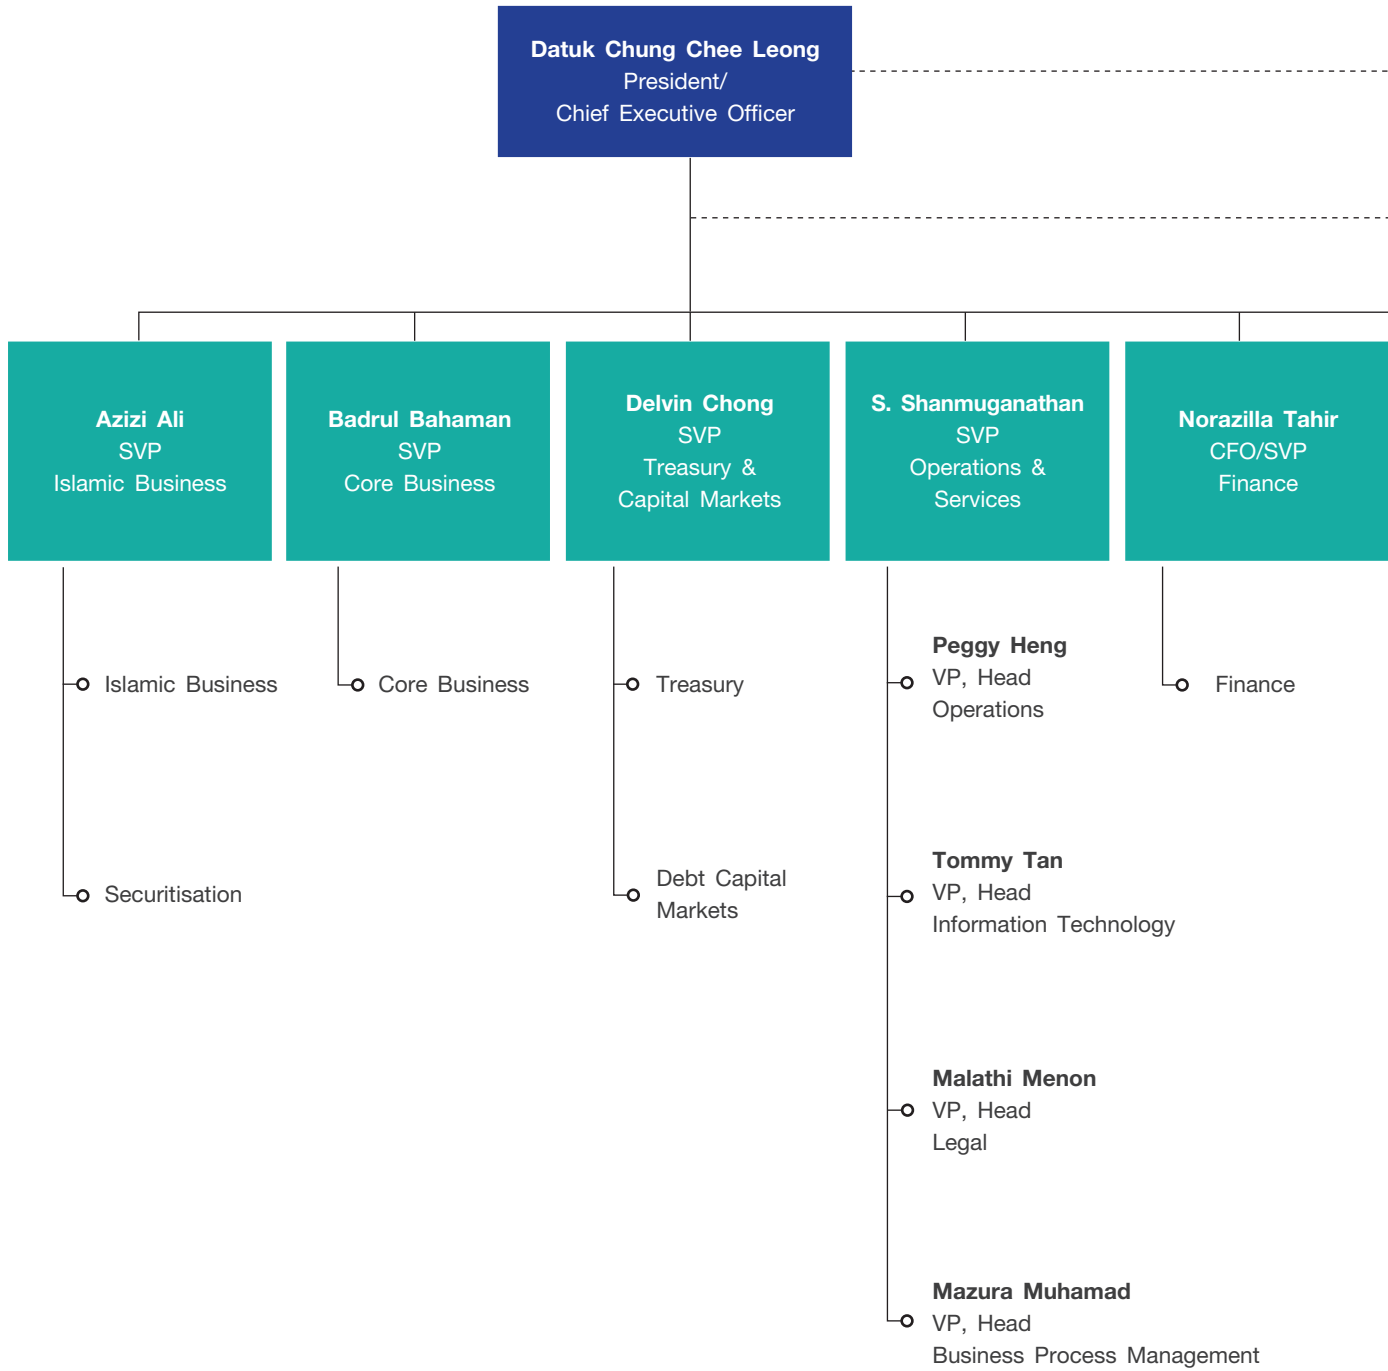 Datuk Chung Chee Leong
President/
Chief Executive Officer
Azizi Ali
SVP
Islamic Business
Badrul Bahaman
SVP
Core Business
Delvin Chong
SVP
Treasury &
Capital Markets
S. Shanmuganathan
SVP
Operations &
Services
Norazilla Tahir
CFO/SVP
Finance
Islamic Business
Securitisation
Core Business
Treasury
Debt Capital
Markets
Peggy Heng
VP, Head
Operations
Tommy Tan
VP, Head
Information Technology
Malathi Menon
VP, Head
Legal
Mazura Muhamad
VP, Head
Business Process Management
Finance